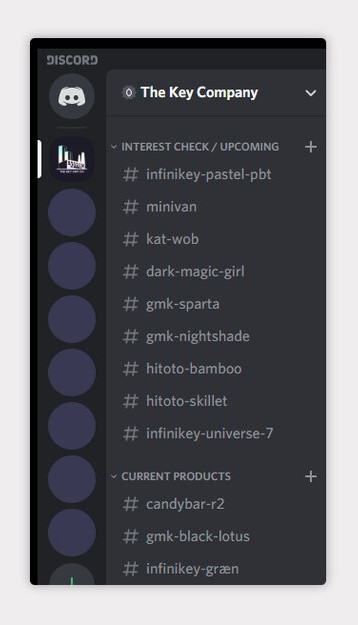 DISCORD
The Key Company
INTEREST CHECK / UPCOMING
# infinikey-pastel-pbt
# minivan
# kat-wob
# dark-magic-girl
# gmk-sparta
# gmk-nightshade
# hitoto-bamboo
# hitoto-skillet
# infinikey-universe-7
CURRENT PRODUCTS
# candybar-r2
# gmk-black-lotus
# infinikey-græn